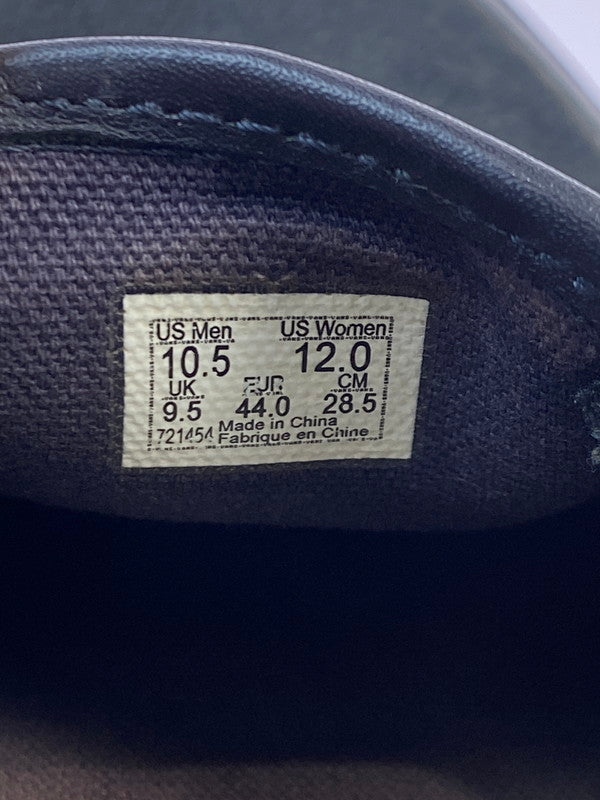 US Men US Women
10.5 12.0
UK EUR CM
9.5 44.0 28.5
721454 Made in China
Fabrique en Chine